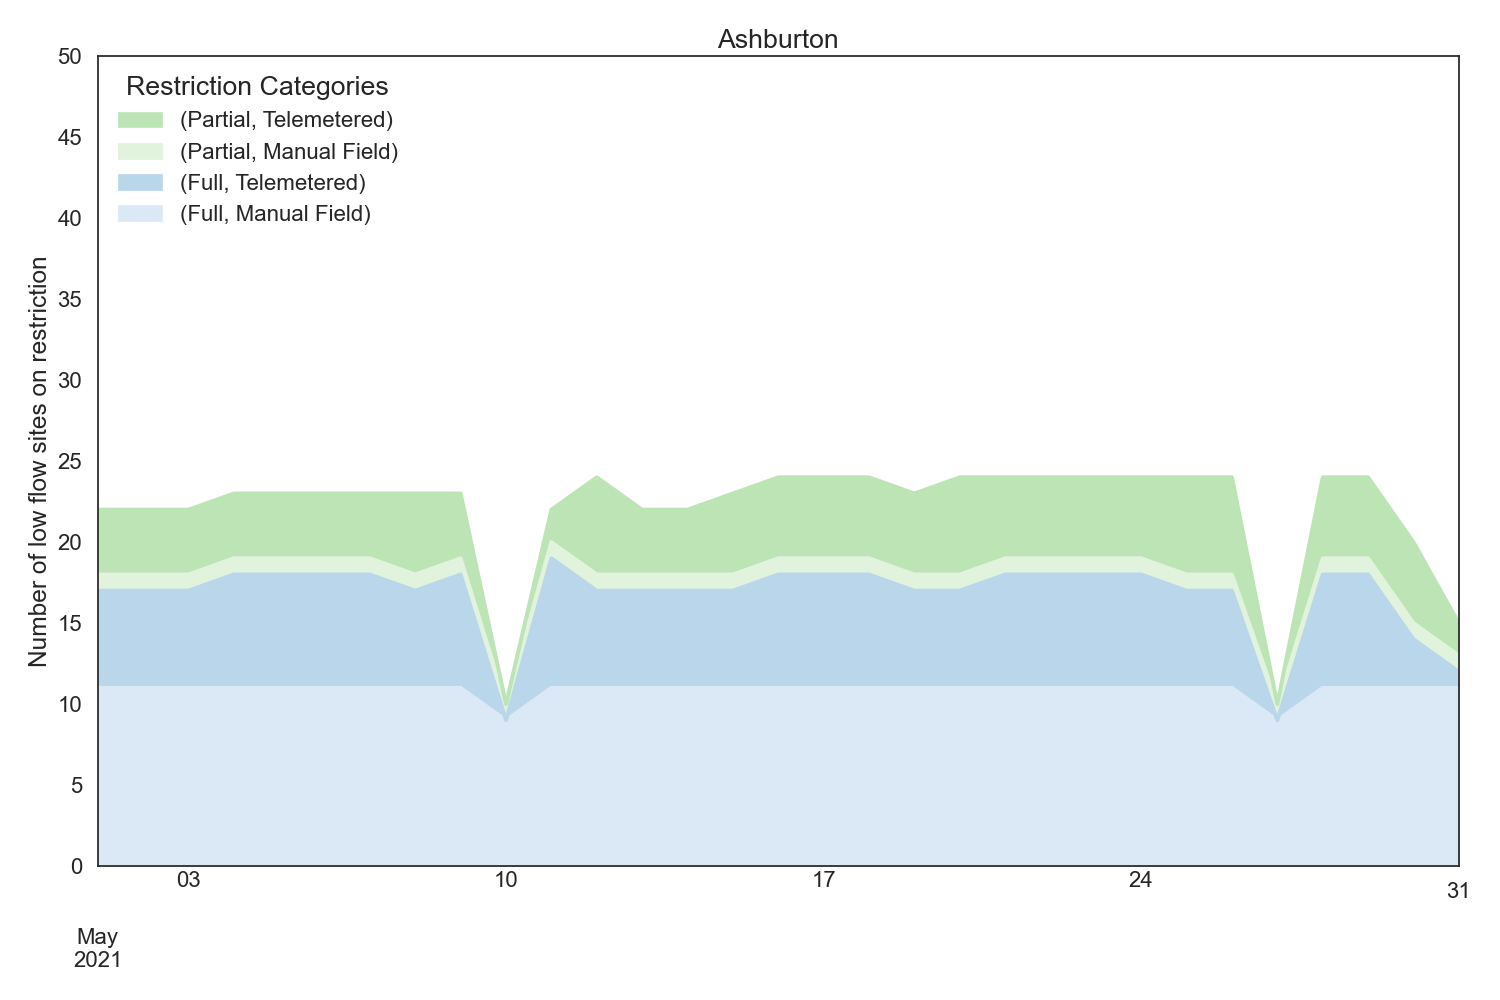 Ashburton
Restriction Categories
(Partial, Telemetered)
(Partial, Manual Field)
(Full, Telemetered)
(Full, Manual Field)
Number of low flow sites on restriction
50
45
40
35
30
25
20
15
10
5
0
03
10
17
24
31
May
2021